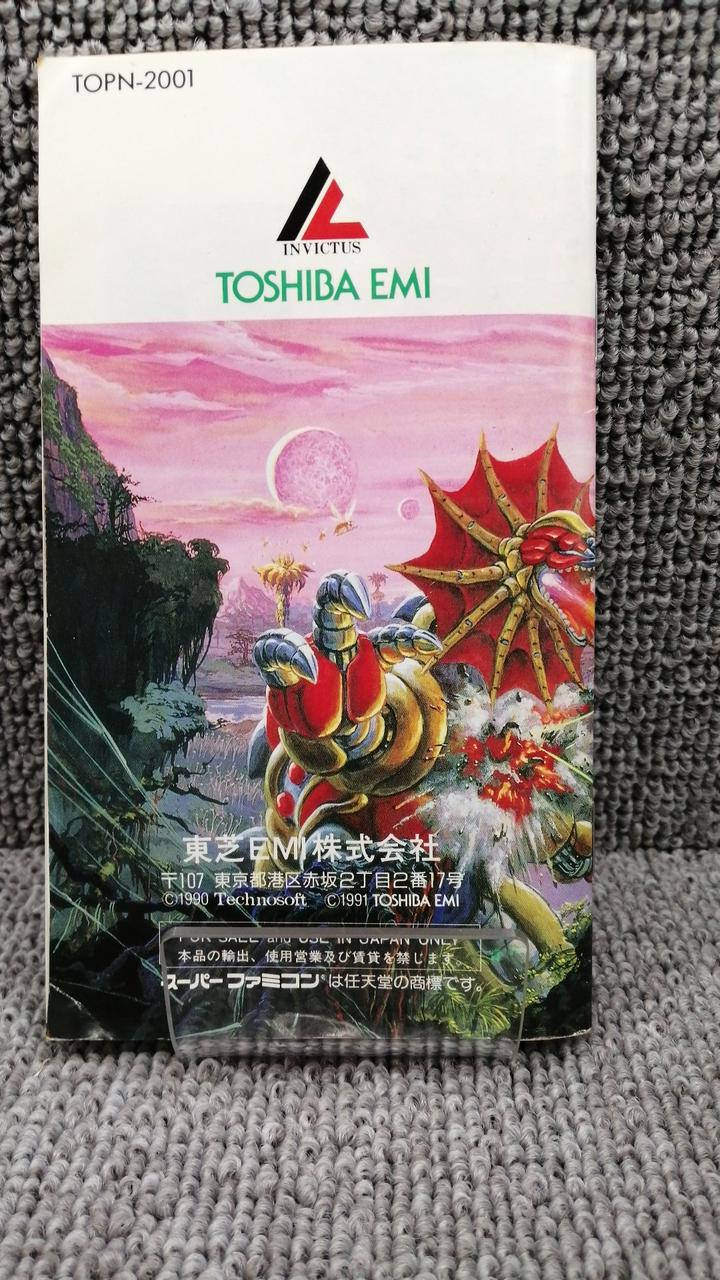 TOPN-2001
INVICTUS
TOSHIBA EMI
東芝EMI株式会社
〒107 東京都港区赤坂2丁目2番17号
©1990 Technosoft ©1991 TOSHIBA EMI
FOR SALE and USE IN JAPAN ONLY
本品の輸出、使用営業及び賃貸を禁じます。
スーパーファミコン®は任天堂の商標です。